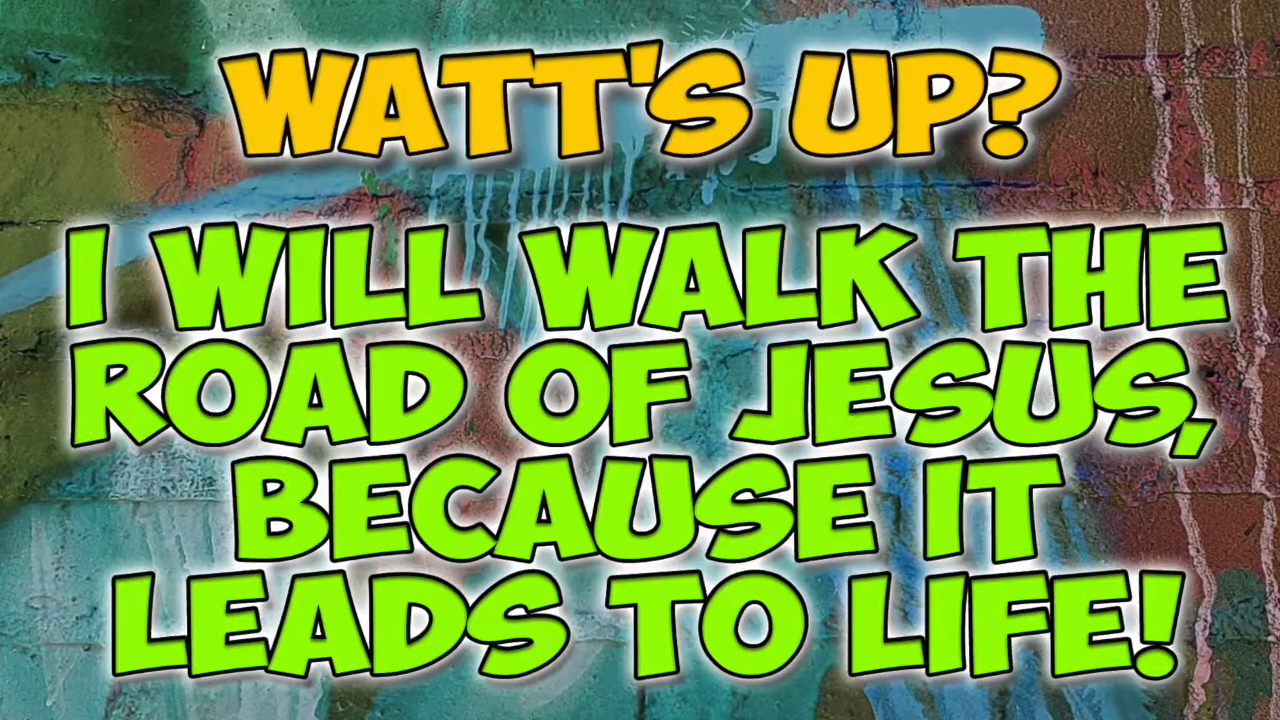 WATT'S UP?
I WILL WALK THE
ROAD OF JESUS,
BECAUSE IT
LEADS TO LIFE!